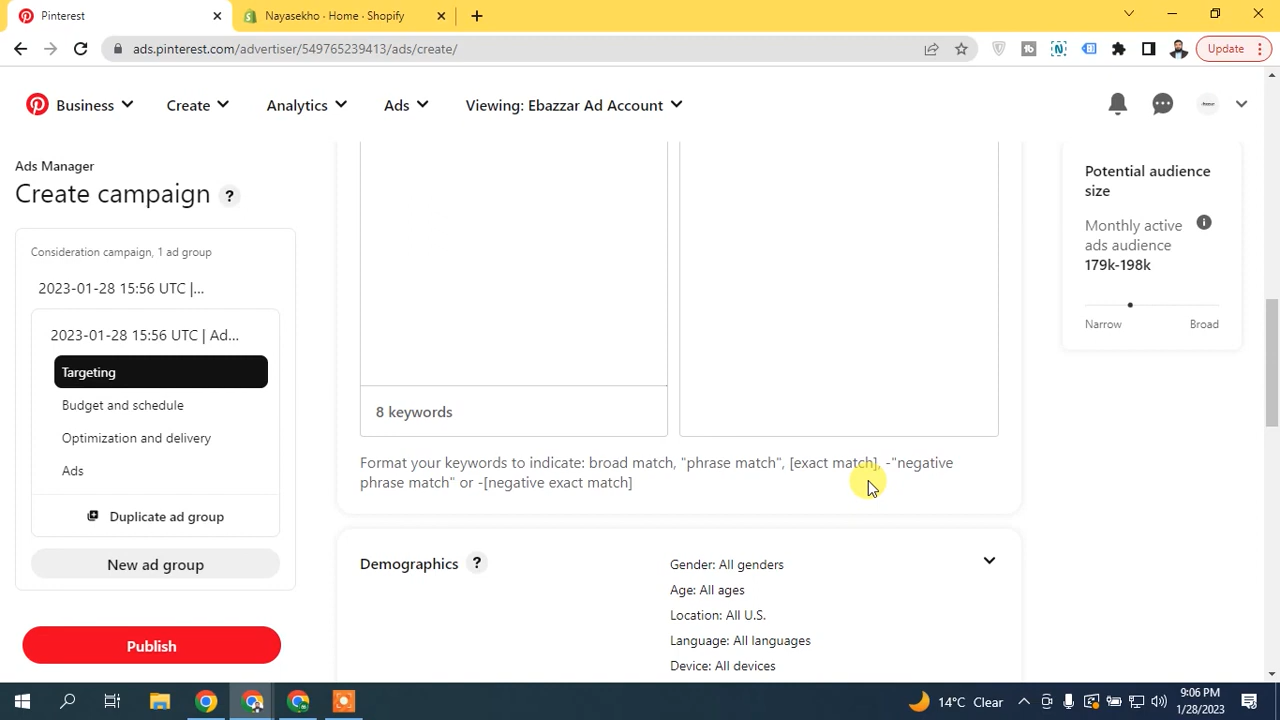 Pinterest
Nayasekho · Home · Shopify
ads.pinterest.com/advertiser/549765239413/ads/create/
Update
Business
Create
Analytics
Ads
Viewing: Ebazzar Ad Account
Ads Manager
Create campaign
?
Consideration campaign, 1 ad group
2023-01-28 15:56 UTC |...
2023-01-28 15:56 UTC | Ad...
Targeting
Budget and schedule
Optimization and delivery
Ads
Duplicate ad group
New ad group
Publish
8 keywords
Format your keywords to indicate: broad match, "phrase match", [exact match], -"negative
phrase match" or -[negative exact match]
Demographics
?
Gender: All genders
Age: All ages
Location: All U.S.
Language: All languages
Device: All devices
Potential audience
size
Monthly active
ads audience
179k-198k
Narrow
Broad
14°C Clear
9:06 PM
1/28/2023